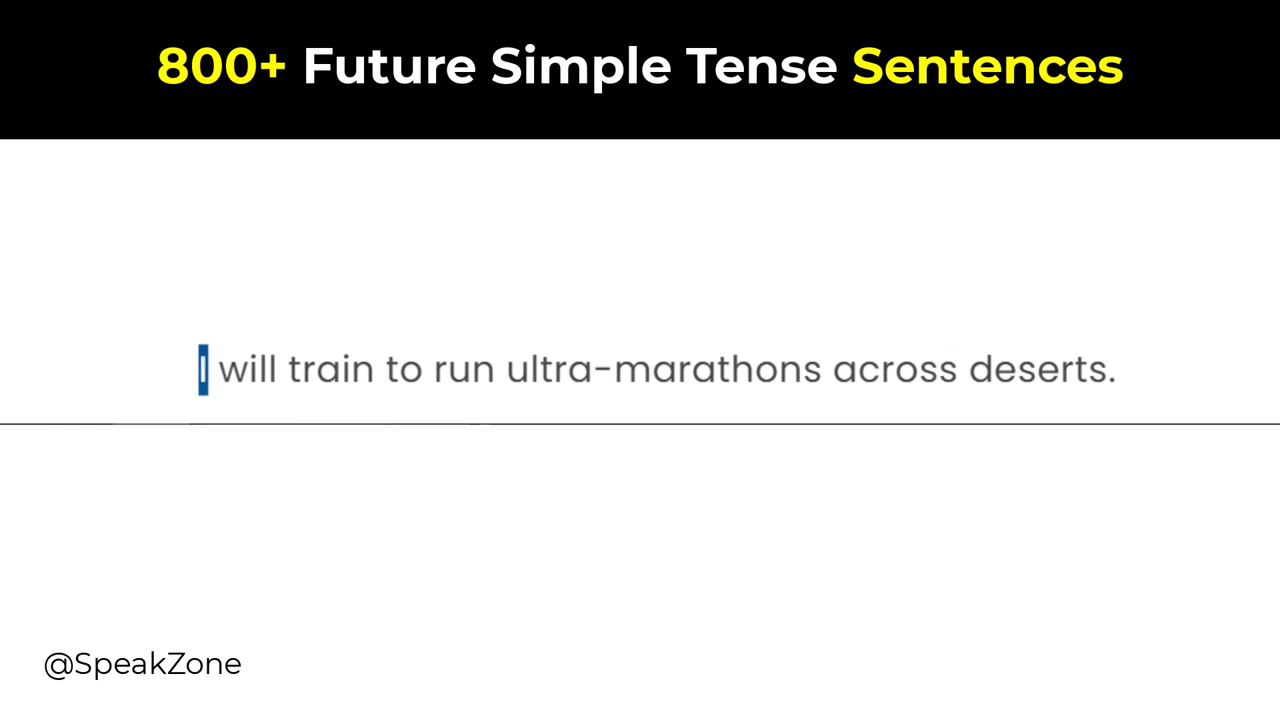 800+ Future Simple Tense Sentences
I will train to run ultra-marathons across deserts.
@SpeakZone